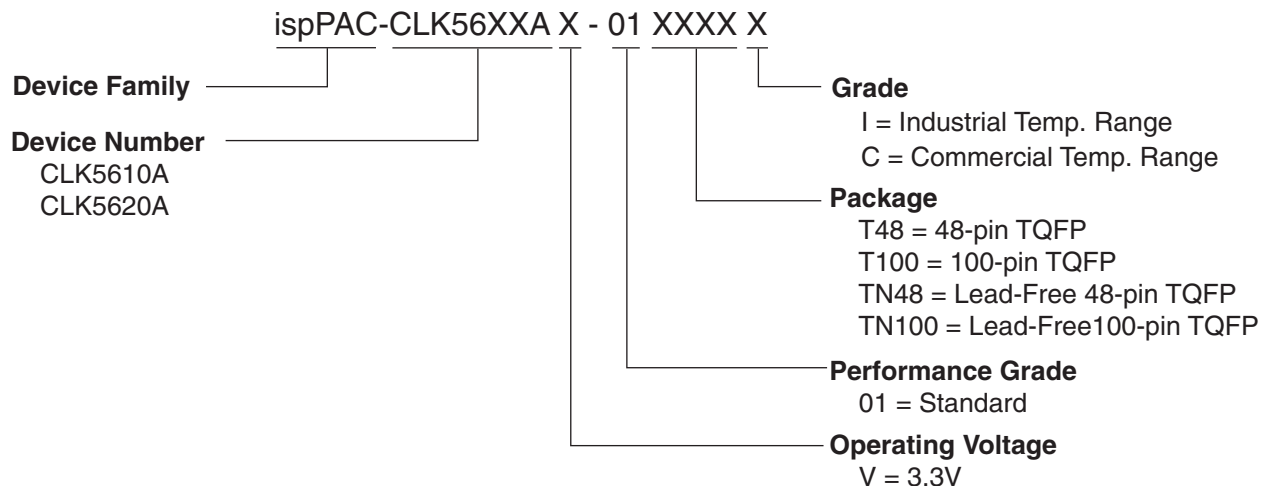 ispPAC-CLK56XXA X - 01 XXXX X
Device Family
Device Number
CLK5610A
CLK5620A
Grade
I = Industrial Temp. Range
C = Commercial Temp. Range
Package
T48 = 48-pin TQFP
T100 = 100-pin TQFP
TN48 = Lead-Free 48-pin TQFP
TN100 = Lead-Free100-pin TQFP
Performance Grade
01 = Standard
Operating Voltage
V = 3.3V